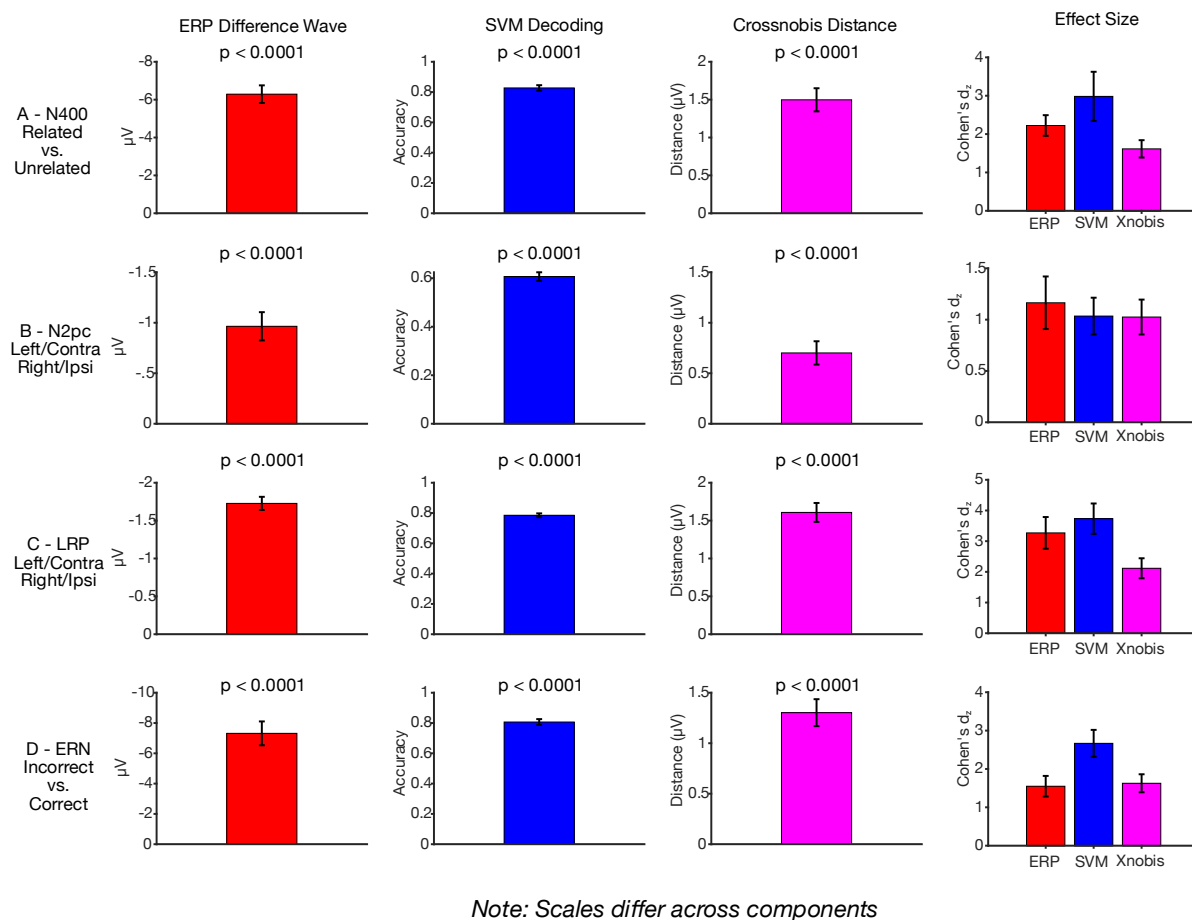 ERP Difference Wave
SVM Decoding
Crossnobis Distance
Effect Size
A - N400
Related
vs.
Unrelated
p < 0.0001
µV
-8
-6
-4
-2
0
p < 0.0001
Accuracy
1
0.8
0.6
0.4
0.2
0
p < 0.0001
Distance (µV)
2
1.5
1
0.5
0
Cohen's dz
4
3
2
1
0
ERP SVM Xnobis
B - N2pc
Left/Contra
Right/Ipsi
p < 0.0001
µV
-1.5
-1
-.5
0
p < 0.0001
Accuracy
0.6
0.4
0.2
0
p < 0.0001
Distance (µV)
1.5
1
0.5
0
Cohen's dz
1.5
1
0.5
0
ERP SVM Xnobis
C - LRP
Left/Contra
Right/Ipsi
p < 0.0001
µV
-2
-1.5
-1
-0.5
0
p < 0.0001
Accuracy
1
0.8
0.6
0.4
0.2
0
p < 0.0001
Distance (µV)
2
1.5
1
0.5
0
Cohen's dz
5
4
3
2
1
0
ERP SVM Xnobis
D - ERN
Incorrect
vs.
Correct
p < 0.0001
µV
-10
-8
-6
-4
-2
0
p < 0.0001
Accuracy
1
0.8
0.6
0.4
0.2
0
p < 0.0001
Distance (µV)
1.5
1
0.5
0
Cohen's dz
4
3
2
1
0
ERP SVM Xnobis
Note: Scales differ across components